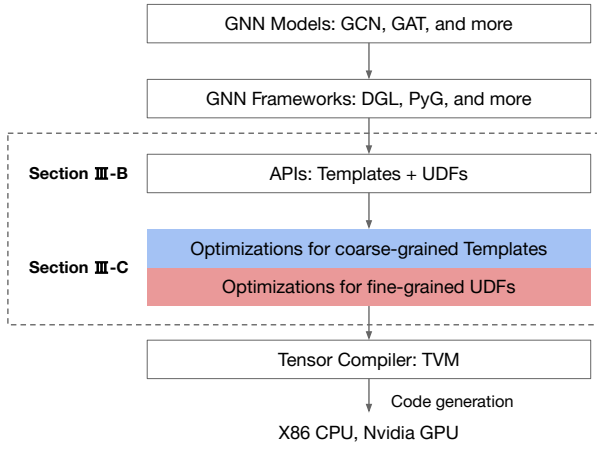 GNN Models: GCN, GAT, and more
GNN Frameworks: DGL, PyG, and more
Section Ⅲ-B
APIs: Templates + UDFs
Optimizations for coarse-grained Templates
Section Ⅲ-C
Optimizations for fine-grained UDFs
Tensor Compiler: TVM
Code generation
X86 CPU, Nvidia GPU